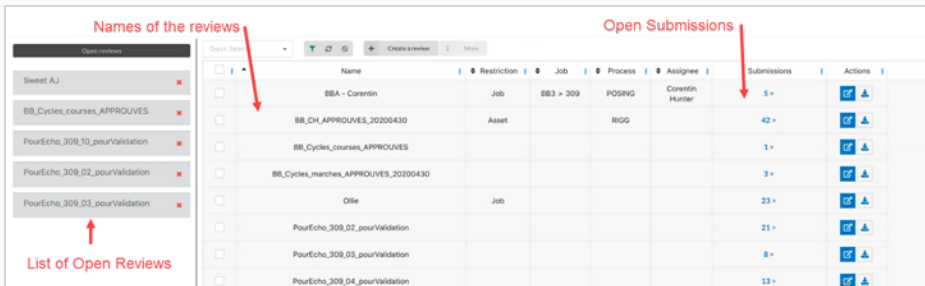 Names of the reviews
Open Submissions
Open reviews
Quick Search
Create a review
More
Name
Restriction
Job
Process
Assignee
Submissions
Actions
Sweet AJ
BB_Cycles_courses_APPROUVES
PourEcho_309_10_pourValidation
PourEcho_309_02_pourValidation
PourEcho_309_03_pourValidation
List of Open Reviews
BBA - Corentin Job BB3 > 309 POSING Corentin
Hunter
5 >
BB_CH_APPROUVES_20200430 Asset RIGG 42 >
BB_Cycles_courses_APPROUVES 1 >
BB_Cycles_marches_APPROUVES_20200430 3 >
Ollie Job 23 >
PourEcho_309_02_pourValidation 21 >
PourEcho_309_03_pourValidation 8 >
PourEcho_309_04_pourValidation 13 >